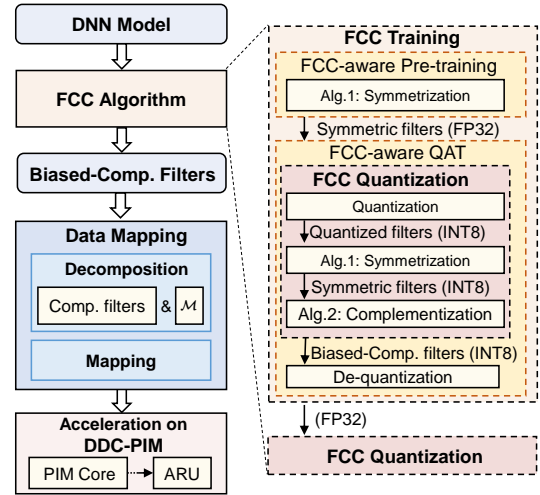 DNN Model
FCC Algorithm
Biased-Comp. Filters
Data Mapping
Decomposition
Comp. filters & ℳ
Mapping
Acceleration on
DDC-PIM
PIM Core
ARU
FCC Training
FCC-aware Pre-training
Alg.1: Symmetrization
Symmetric filters (FP32)
FCC-aware QAT
FCC Quantization
Quantization
Quantized filters (INT8)
Alg.1: Symmetrization
Symmetric filters (INT8)
Alg.2: Complementization
Biased-Comp. filters (INT8)
De-quantization
(FP32)
FCC Quantization